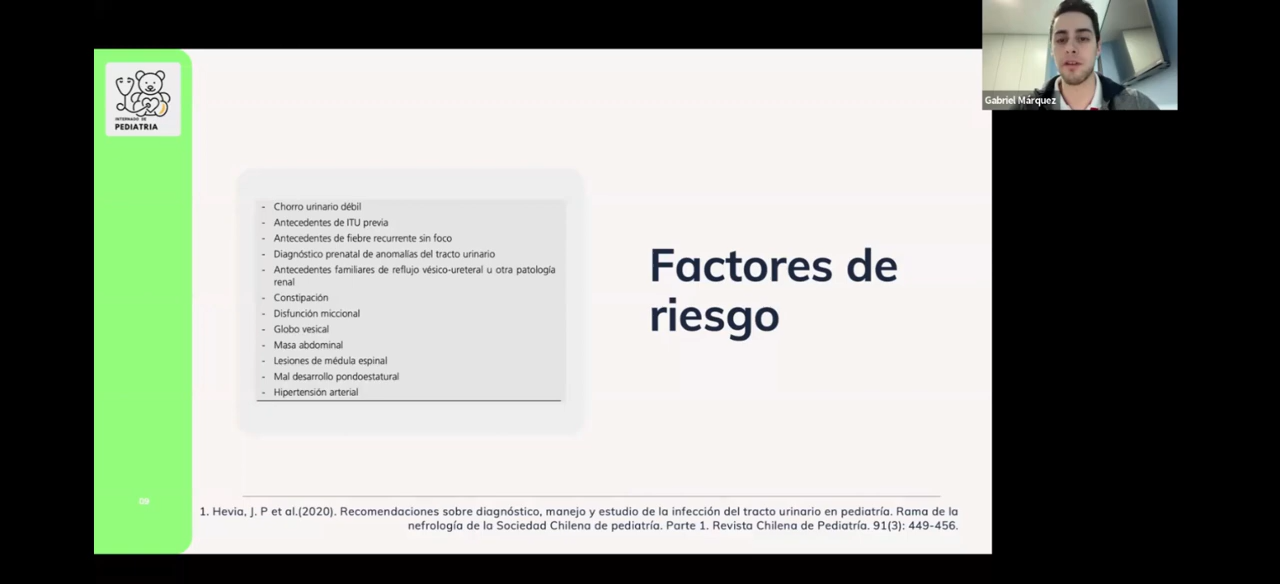 INTERNADO DE
PEDIATRIA
Gabriel Márquez
- Chorro urinario débil
- Antecedentes de ITU previa
- Antecedentes de fiebre recurrente sin foco
- Diagnóstico prenatal de anomalías del tracto urinario
- Antecedentes familiares de reflujo vésico-ureteral u otra patología
renal
- Constipación
- Disfunción miccional
- Globo vesical
- Masa abdominal
- Lesiones de médula espinal
- Mal desarrollo pondoestatural
- Hipertensión arterial
Factores de
riesgo
1. Hevia, J. P et al.(2020). Recomendaciones sobre diagnóstico, manejo y estudio de la infección del tracto urinario en pediatría. Rama de la
nefrología de la Sociedad Chilena de pediatría. Parte 1. Revista Chilena de Pediatría. 91(3): 449-456.